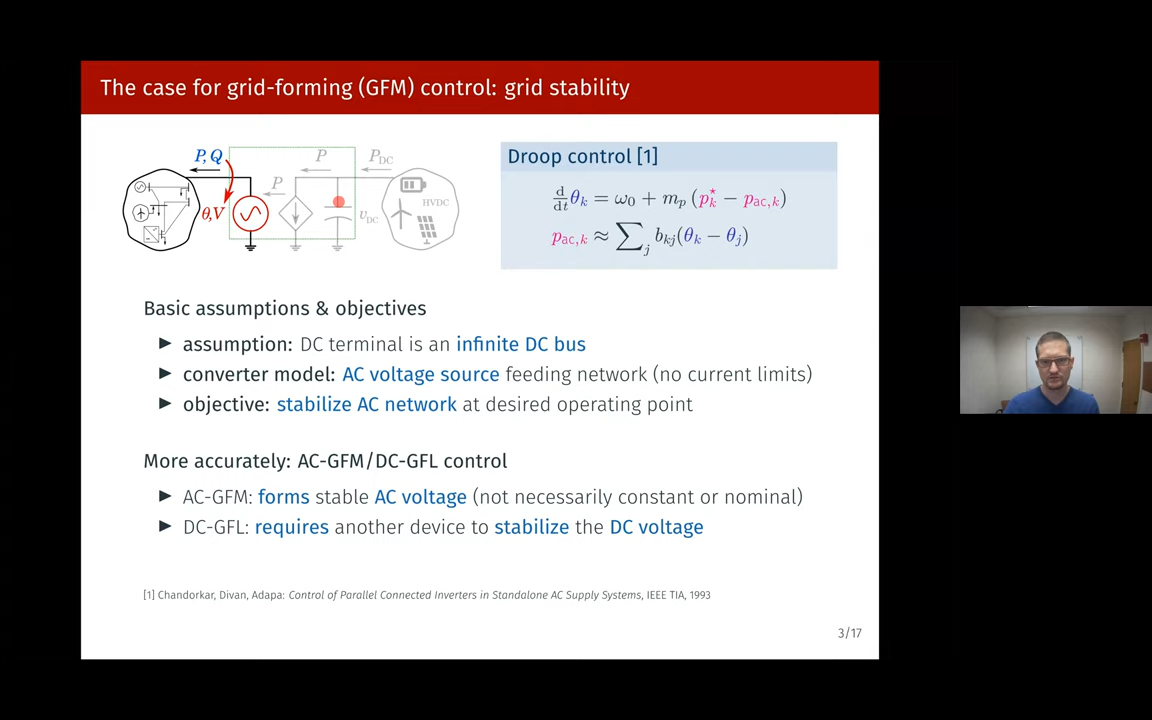 The case for grid-forming (GFM) control: grid stability
P, Q
P
P_DC
P
θ,V
v_DC
HVDC
Droop control [1]
d/dt θ_k = ω_0 + m_p (p_k^⋆ − p_ac,k)
p_ac,k ≈ ∑_j b_kj(θ_k − θ_j)
Basic assumptions & objectives
▶ assumption: DC terminal is an infinite DC bus
▶ converter model: AC voltage source feeding network (no current limits)
▶ objective: stabilize AC network at desired operating point
More accurately: AC-GFM/DC-GFL control
▶ AC-GFM: forms stable AC voltage (not necessarily constant or nominal)
▶ DC-GFL: requires another device to stabilize the DC voltage
[1] Chandorkar, Divan, Adapa: Control of Parallel Connected Inverters in Standalone AC Supply Systems, IEEE TIA, 1993
3/17